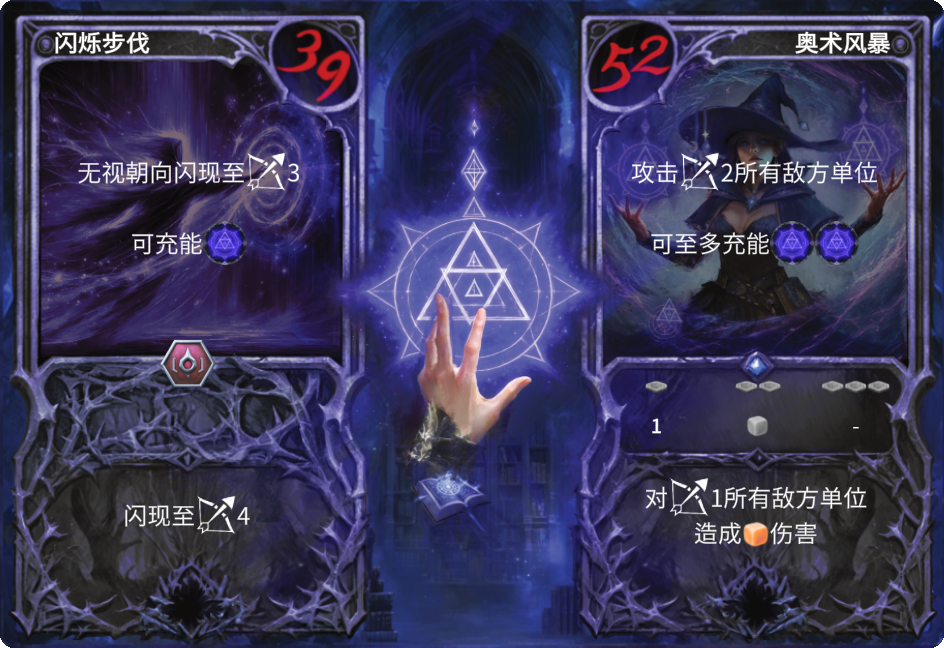 闪烁步伐
39
无视朝向闪现至3
可充能
闪现至4
52
奥术风暴
攻击2所有敌方单位
可至多充能
1
-
对1所有敌方单位
造成伤害